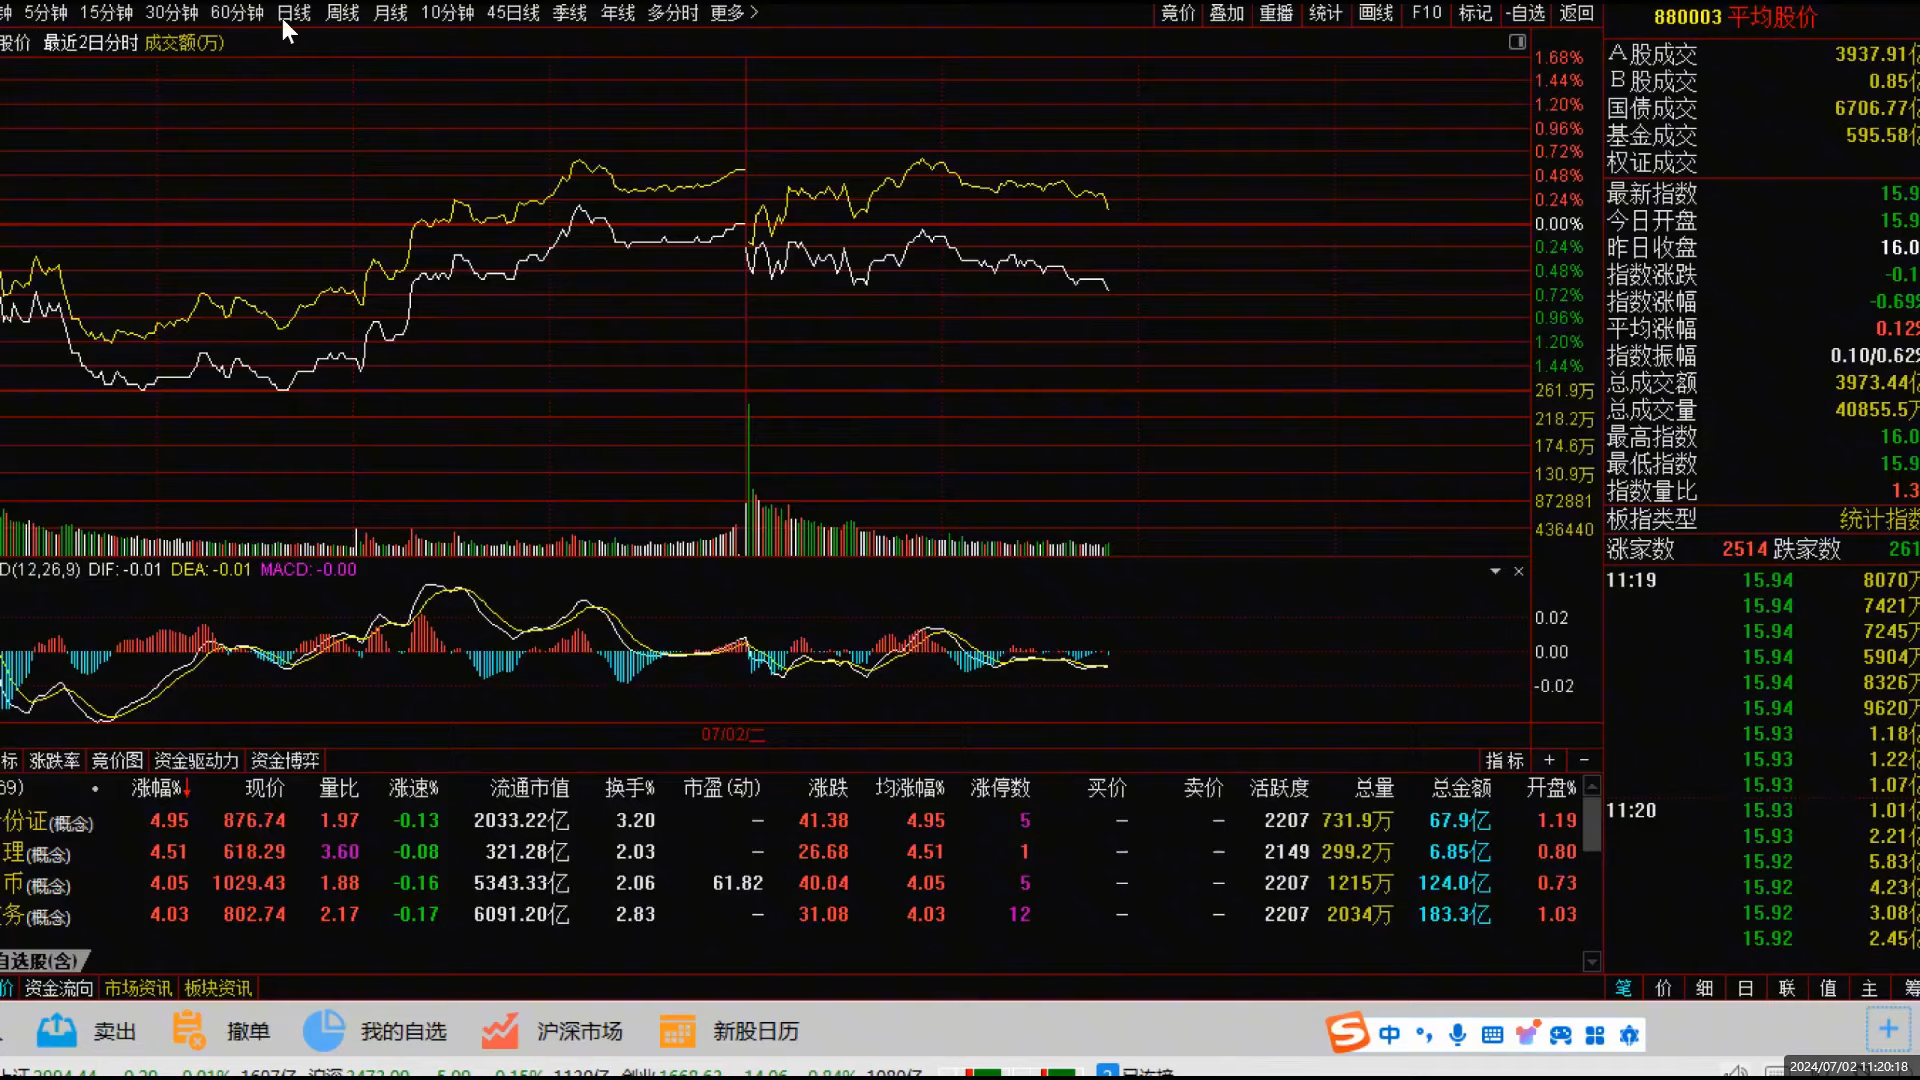 钟 5分钟 15分钟 30分钟 60分钟 日线 周线 月线 10分钟 45日线 季线 年线 多分时 更多 >
竞价 叠加 重播 统计 画线 F10 标记 -自选 返回
880003 平均股价
股价 最近2日分时 成交额(万)
1.68%
1.44%
1.20%
0.96%
0.72%
0.48%
0.24%
0.00%
0.24%
0.48%
0.72%
0.96%
1.20%
1.44%
261.9万
218.2万
174.6万
130.9万
872881
436440
A股成交 3937.91亿
B股成交 0.85亿
国债成交 6706.77亿
基金成交 595.58亿
权证成交
最新指数 15.9
今日开盘 15.9
昨日收盘 16.0
指数涨跌 -0.1
指数涨幅 -0.69%
平均涨幅 0.12%
指数振幅 0.10/0.62%
总成交额 3973.44亿
总成交量 40855.5万
最高指数 16.0
最低指数 15.9
指数量比 1.3
板指类型 统计指数
涨家数 2514 跌家数 261
11:19 15.94 8070万
15.94 7421万
15.94 7245万
15.94 5904万
15.94 8326万
15.94 9620万
15.93 1.18亿
15.93 1.22亿
15.93 1.07亿
11:20 15.93 1.01亿
15.93 2.21亿
15.92 5.83亿
15.92 4.23亿
15.92 3.08亿
15.92 2.45亿
D(12,26,9) DIF: -0.01 DEA: -0.01 MACD: -0.00
0.02
0.00
-0.02
07/02/二
标 涨跌率 竞价图 资金驱动力 资金博弈
指标 + −
69) 涨幅%↓ 现价 量比 涨速% 流通市值 换手% 市盈(动) 涨跌 均涨幅% 涨停数 买价 卖价 活跃度 总量 总金额 开盘%
份证(概念) 4.95 876.74 1.97 -0.13 2033.22亿 3.20 – 41.38 4.95 5 – – 2207 731.9万 67.9亿 1.19
理(概念) 4.51 618.29 3.60 -0.08 321.28亿 2.03 – 26.68 4.51 1 – – 2149 299.2万 6.85亿 0.80
币(概念) 4.05 1029.43 1.88 -0.16 5343.33亿 2.06 61.82 40.04 4.05 5 – – 2207 1215万 124.0亿 0.73
务(概念) 4.03 802.74 2.17 -0.17 6091.20亿 2.83 – 31.08 4.03 12 – – 2207 2034万 183.3亿 1.03
自选股(含)
价 资金流向 市场资讯 板块资讯
笔 价 细 日 联 值 主 筹
卖出 撤单 我的自选 沪深市场 新股日历
S 中
2024/07/02 11:20:18